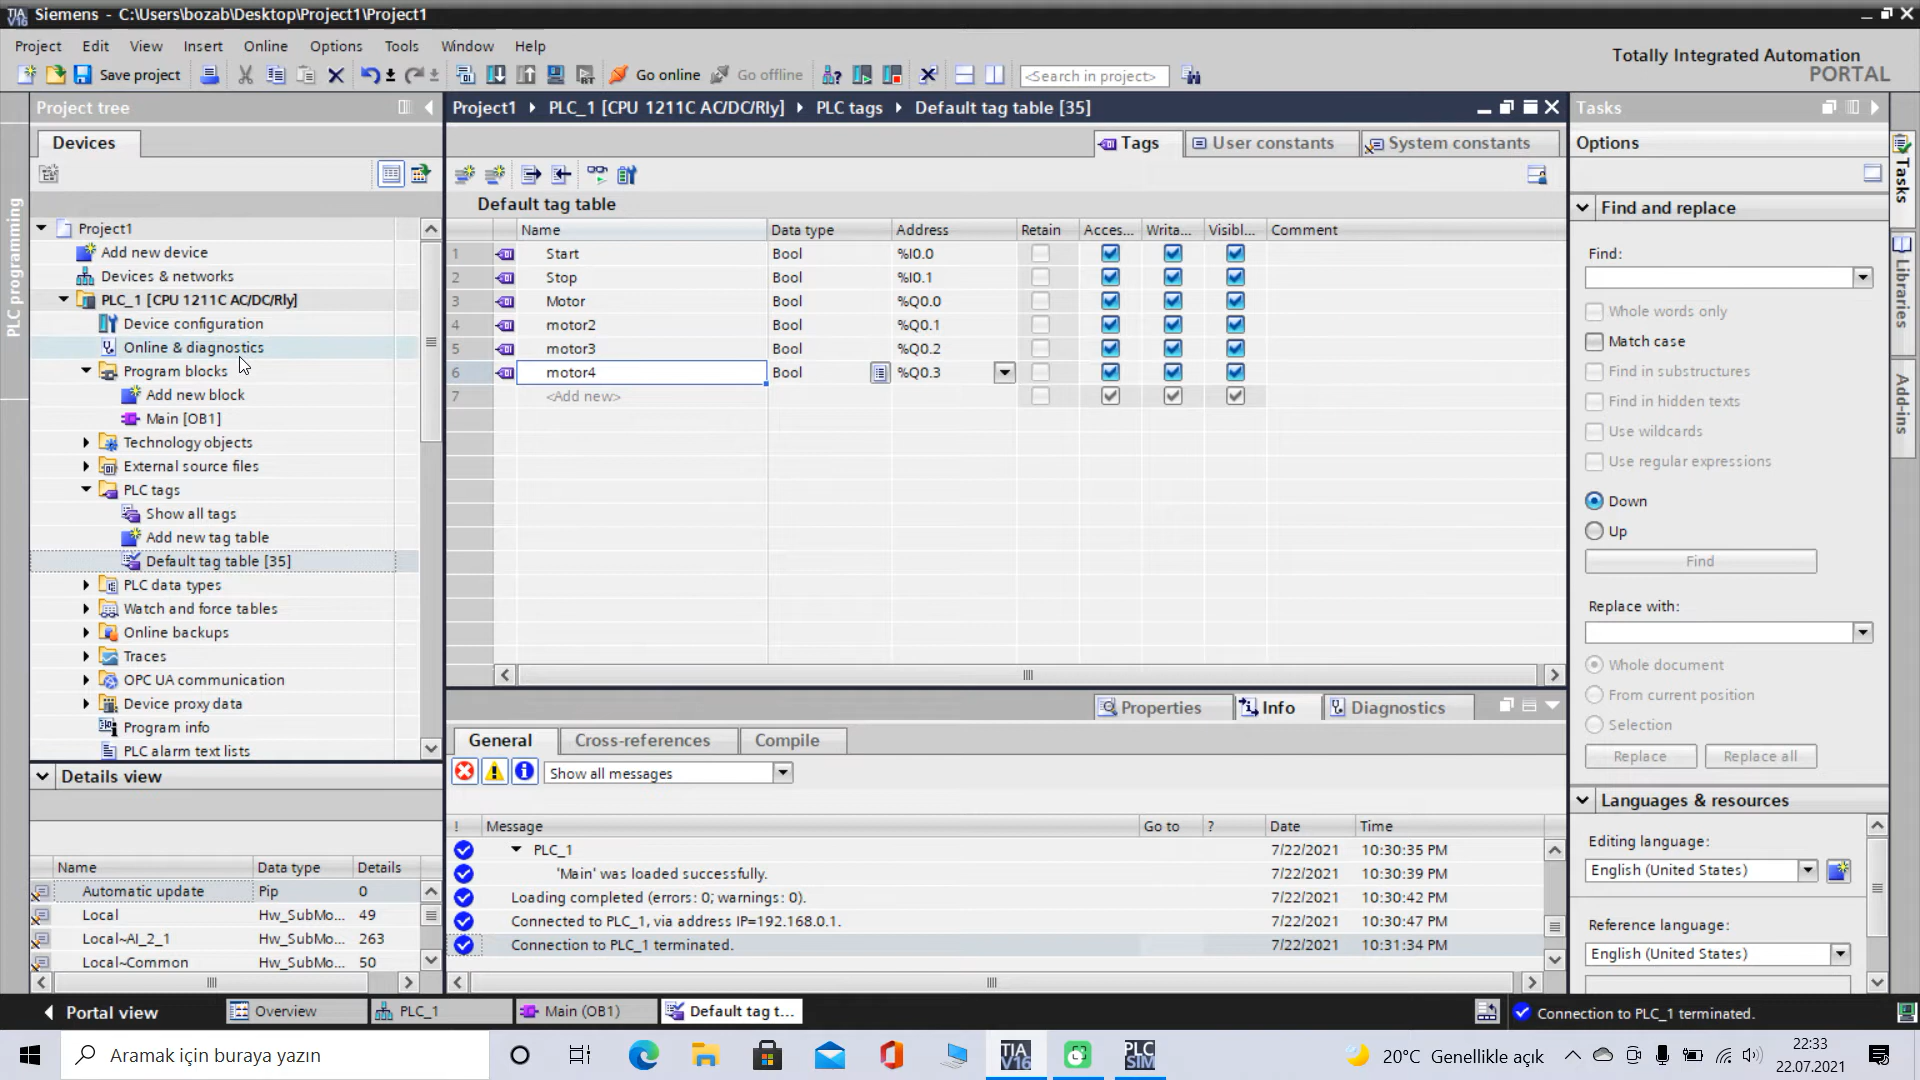 Siemens - C:\Users\bozab\Desktop\Project1\Project1
Project Edit View Insert Online Options Tools Window Help
Totally Integrated Automation
PORTAL
Save project Go online Go offline <Search in project>
Project tree
Project1 PLC_1 [CPU 1211C AC/DC/Rly] PLC tags Default tag table [35]
Tasks
Devices
Tags User constants System constants
Options
PLC programming
Tasks
Libraries
Add-ins
Project1
Add new device
Devices & networks
PLC_1 [CPU 1211C AC/DC/Rly]
Device configuration
Online & diagnostics
Program blocks
Add new block
Main [OB1]
Technology objects
External source files
PLC tags
Show all tags
Add new tag table
Default tag table [35]
PLC data types
Watch and force tables
Online backups
Traces
OPC UA communication
Device proxy data
Program info
PLC alarm text lists
Default tag table
Name Data type Address Retain Acces... Writa... Visibl... Comment
1 Start Bool %I0.0
2 Stop Bool %I0.1
3 Motor Bool %Q0.0
4 motor2 Bool %Q0.1
5 motor3 Bool %Q0.2
6 motor4 Bool %Q0.3
7 <Add new>
Find and replace
Find:
Whole words only
Match case
Find in substructures
Find in hidden texts
Use wildcards
Use regular expressions
Down
Up
Find
Replace with:
Whole document
From current position
Selection
Replace Replace all
Languages & resources
Editing language:
English (United States)
Reference language:
English (United States)
Properties Info Diagnostics
General Cross-references Compile
Show all messages
! Message Go to ? Date Time
PLC_1 7/22/2021 10:30:35 PM
'Main' was loaded successfully. 7/22/2021 10:30:39 PM
Loading completed (errors: 0; warnings: 0). 7/22/2021 10:30:42 PM
Connected to PLC_1, via address IP=192.168.0.1. 7/22/2021 10:30:47 PM
Connection to PLC_1 terminated. 7/22/2021 10:31:34 PM
Details view
Name Data type Details
Automatic update Pip 0
Local Hw_SubMo... 49
Local~AI_2_1 Hw_SubMo... 263
Local~Common Hw_SubMo... 50
Portal view Overview PLC_1 Main (OB1) Default tag t... Connection to PLC_1 terminated.
Aramak için buraya yazın
TIA V16
PLC SIM
20°C Genellikle açık
22:33
22.07.2021